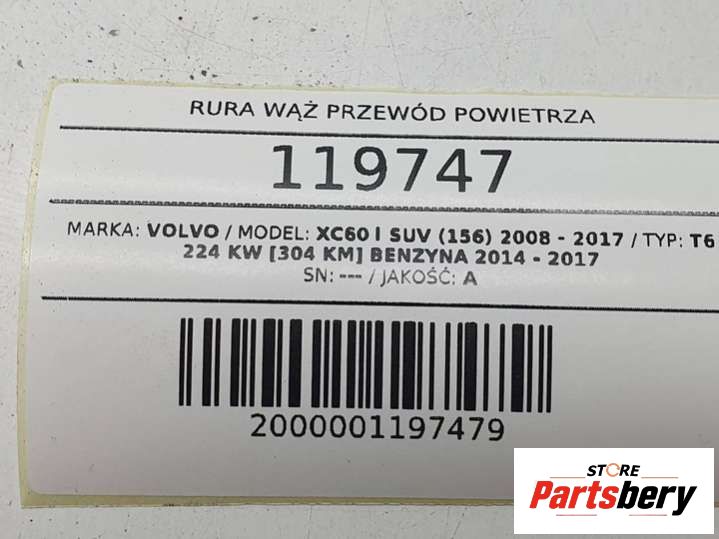 RURA WĄŻ PRZEWÓD POWIETRZA
119747
MARKA: VOLVO / MODEL: XC60 I SUV (156) 2008 - 2017 / TYP: T6
224 KW [304 KM] BENZYNA 2014 - 2017
SN: --- / JAKOŚĆ: A
2000001197479
STORE
Partsbery